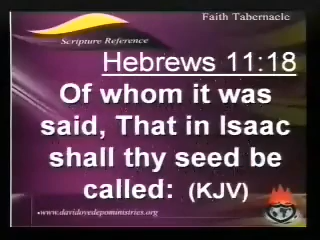 Faith Tabernacle
Scripture Reference
Hebrews 11:18
Of whom it was
said, That in Isaac
shall thy seed be
called: (KJV)
•www.davidoyedepoministries.org